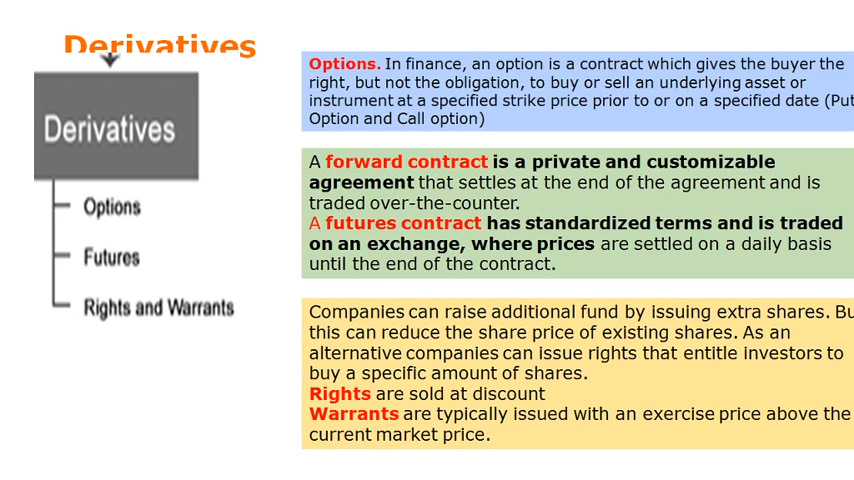 Derivatives
Derivatives
Options
Futures
Rights and Warrants
Options. In finance, an option is a contract which gives the buyer the
right, but not the obligation, to buy or sell an underlying asset or
instrument at a specified strike price prior to or on a specified date (Put
Option and Call option)
A forward contract is a private and customizable
agreement that settles at the end of the agreement and is
traded over-the-counter.
A futures contract has standardized terms and is traded
on an exchange, where prices are settled on a daily basis
until the end of the contract.
Companies can raise additional fund by issuing extra shares. Bu
this can reduce the share price of existing shares. As an
alternative companies can issue rights that entitle investors to
buy a specific amount of shares.
Rights are sold at discount
Warrants are typically issued with an exercise price above the
current market price.